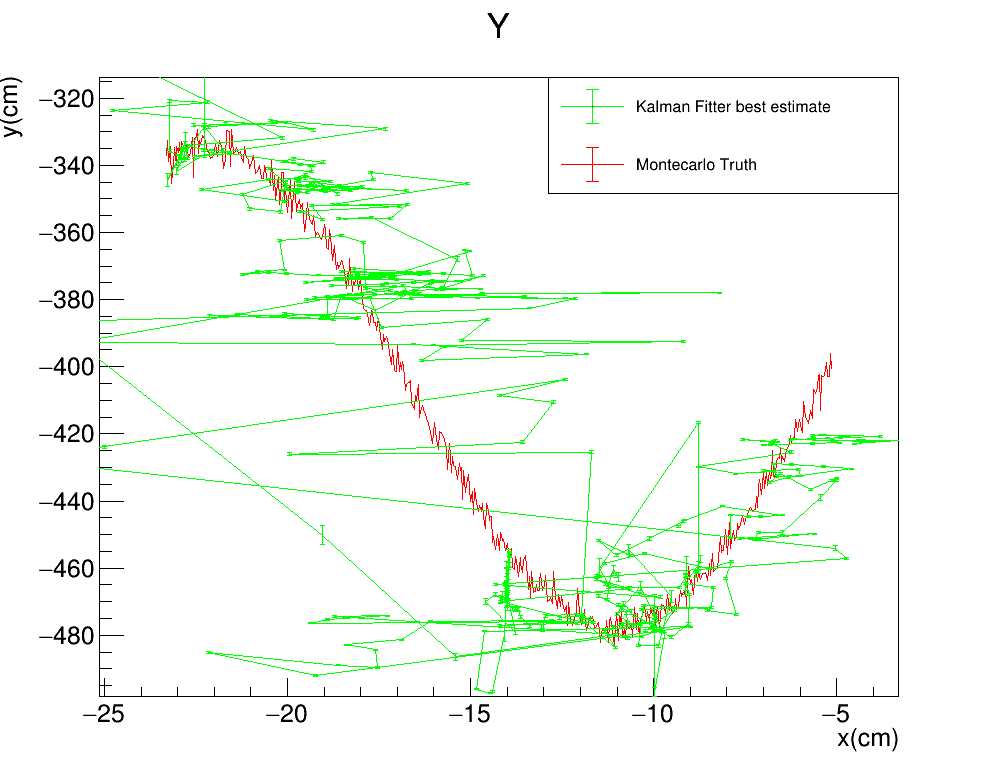 Y
y(cm)
Kalman Fitter best estimate
Montecarlo Truth
−320
−340
−360
−380
−400
−420
−440
−460
−480
−25 −20 −15 −10 −5
x(cm)